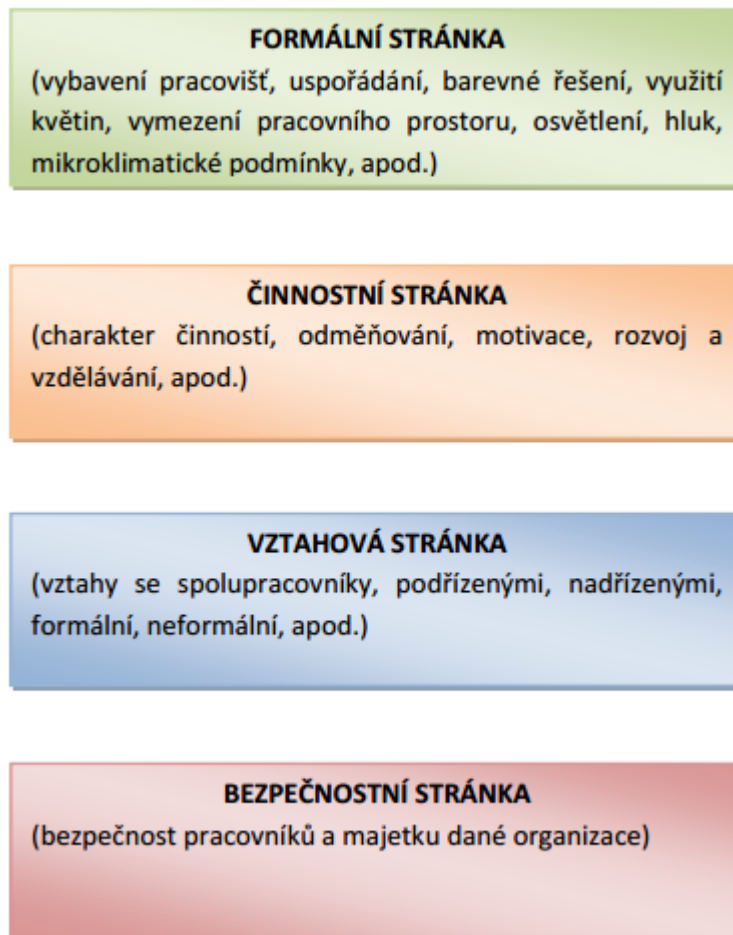 FORMÁLNÍ STRÁNKA
(vybavení pracovišť, uspořádání, barevné řešení, využití
květin, vymezení pracovního prostoru, osvětlení, hluk,
mikroklimatické podmínky, apod.)
ČINNOSTNÍ STRÁNKA
(charakter činností, odměňování, motivace, rozvoj a
vzdělávání, apod.)
VZTAHOVÁ STRÁNKA
(vztahy se spolupracovníky, podřízenými, nadřízenými,
formální, neformální, apod.)
BEZPEČNOSTNÍ STRÁNKA
(bezpečnost pracovníků a majetku dané organizace)